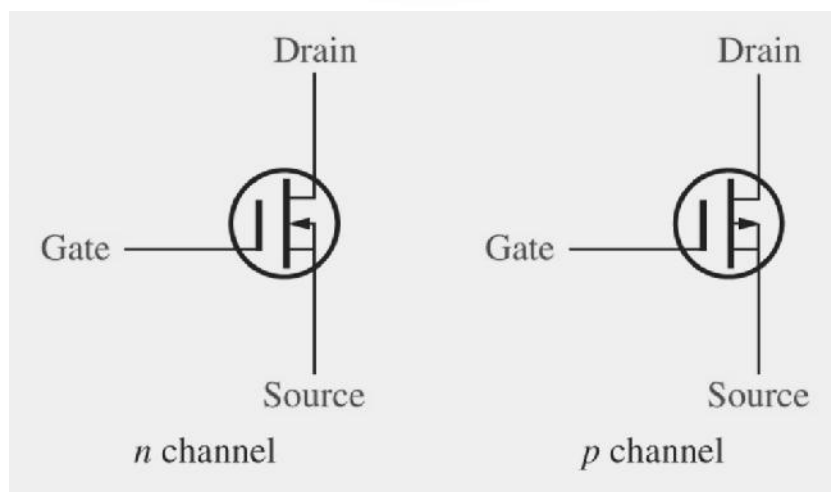 Drain
Drain
Gate
Gate
Source
Source
n channel
p channel